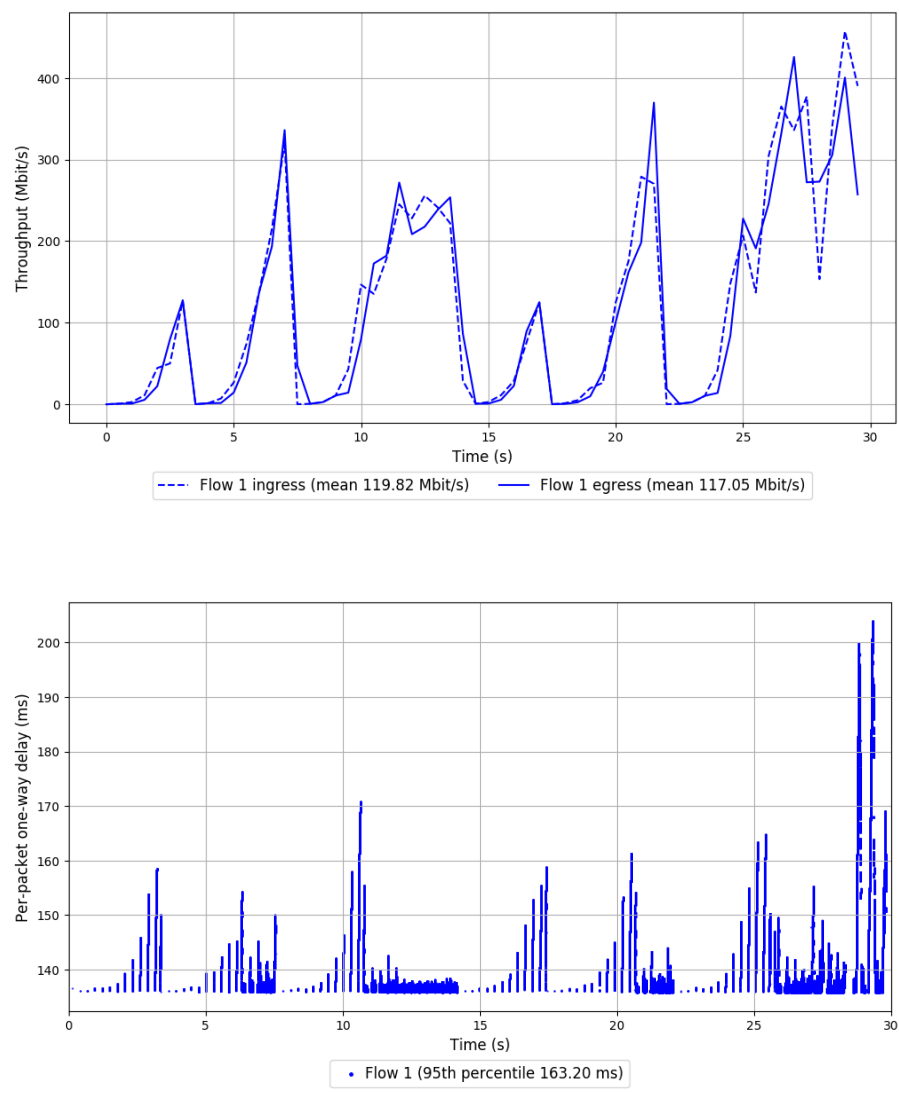 400
300
200
100
0
Throughput (Mbit/s)
0 5 10 15 20 25 30
Time (s)
Flow 1 ingress (mean 119.82 Mbit/s) Flow 1 egress (mean 117.05 Mbit/s)
200
190
180
170
160
150
140
Per-packet one-way delay (ms)
0 5 10 15 20 25 30
Time (s)
Flow 1 (95th percentile 163.20 ms)